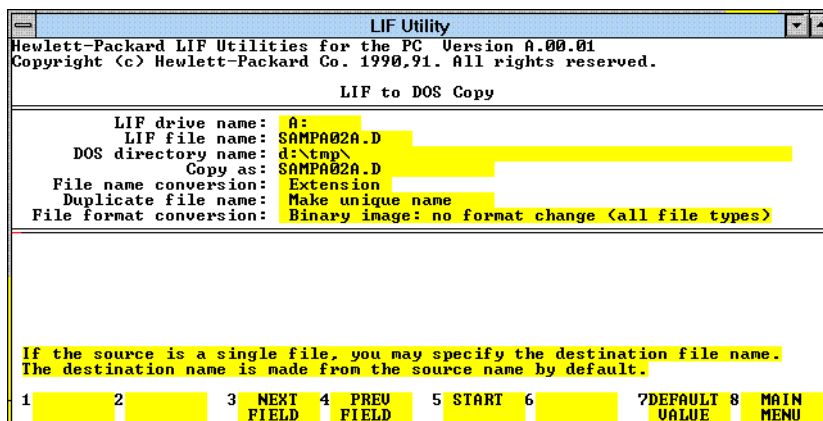 LIF Utility
Hewlett-Packard LIF Utilities for the PC Version A.00.01
Copyright (c) Hewlett-Packard Co. 1990,91. All rights reserved.
LIF to DOS Copy
LIF drive name: A:
LIF file name: SAMPA02A.D
DOS directory name: d:\tmp\
Copy as: SAMPA02A.D
File name conversion: Extension
Duplicate file name: Make unique name
File format conversion: Binary image: no format change (all file types)
If the source is a single file, you may specify the destination file name.
The destination name is made from the source name by default.
1 2 3 NEXT 4 PREV 5 START 6 7DEFAULT 8 MAIN
FIELD FIELD VALUE MENU